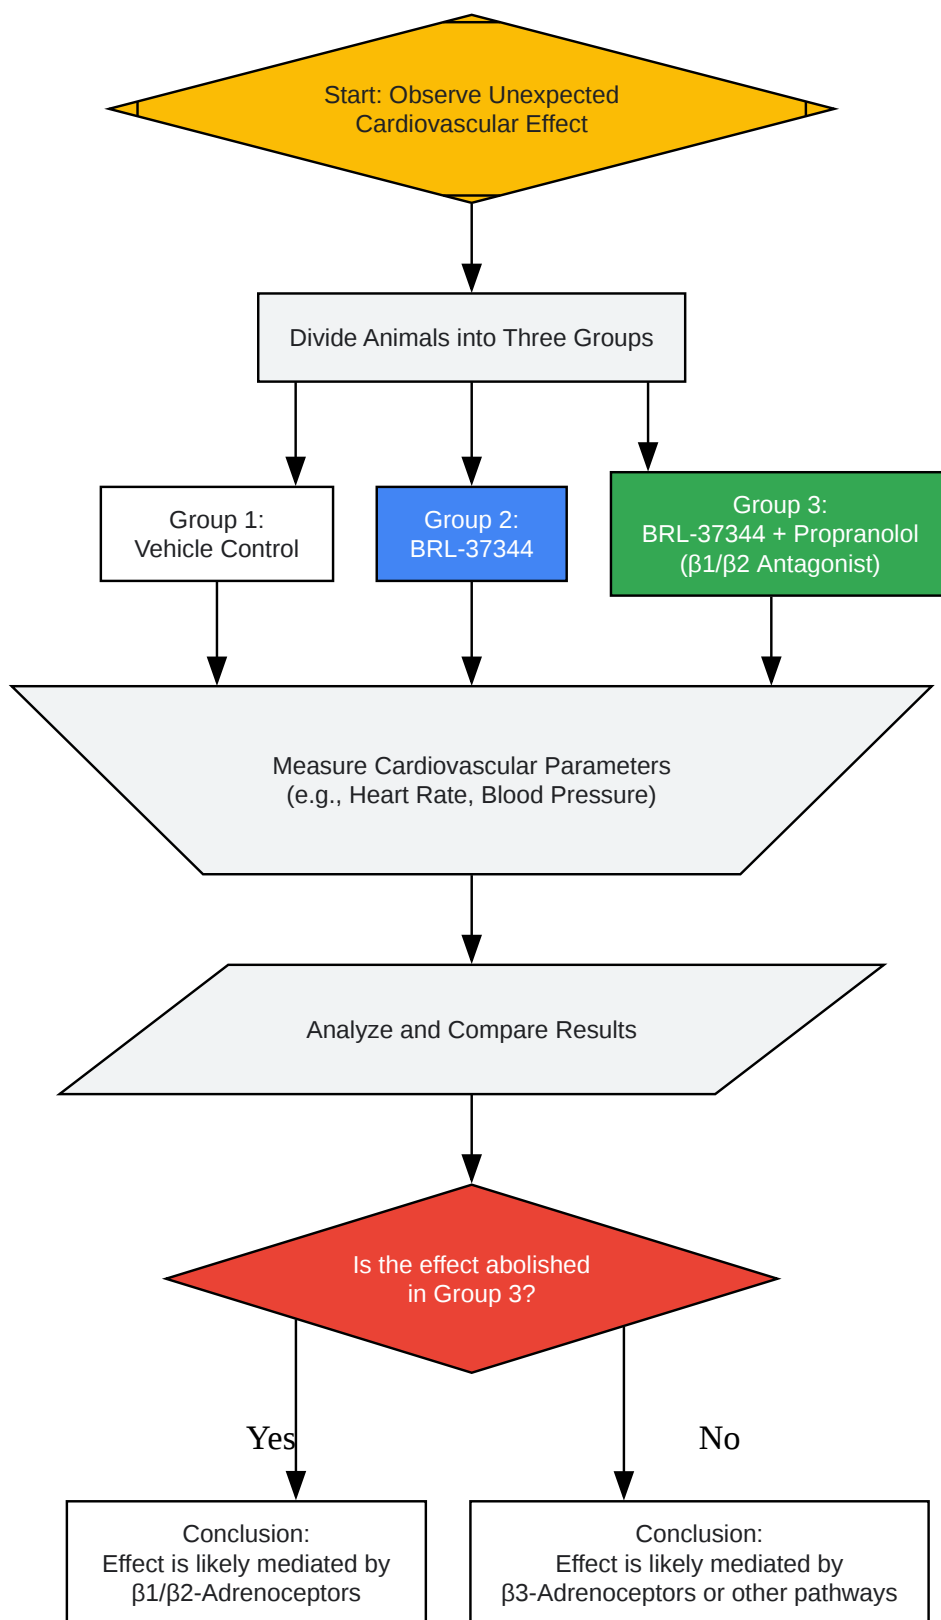 Start: Observe Unexpected
Cardiovascular Effect
Divide Animals into Three Groups
Group 1:
Vehicle Control
Group 2:
BRL-37344
Group 3:
BRL-37344 + Propranolol
(β1/β2 Antagonist)
Measure Cardiovascular Parameters
(e.g., Heart Rate, Blood Pressure)
Analyze and Compare Results
Is the effect abolished
in Group 3?
Yes
No
Conclusion:
Effect is likely mediated by
β1/β2-Adrenoceptors
Conclusion:
Effect is likely mediated by
β3-Adrenoceptors or other pathways